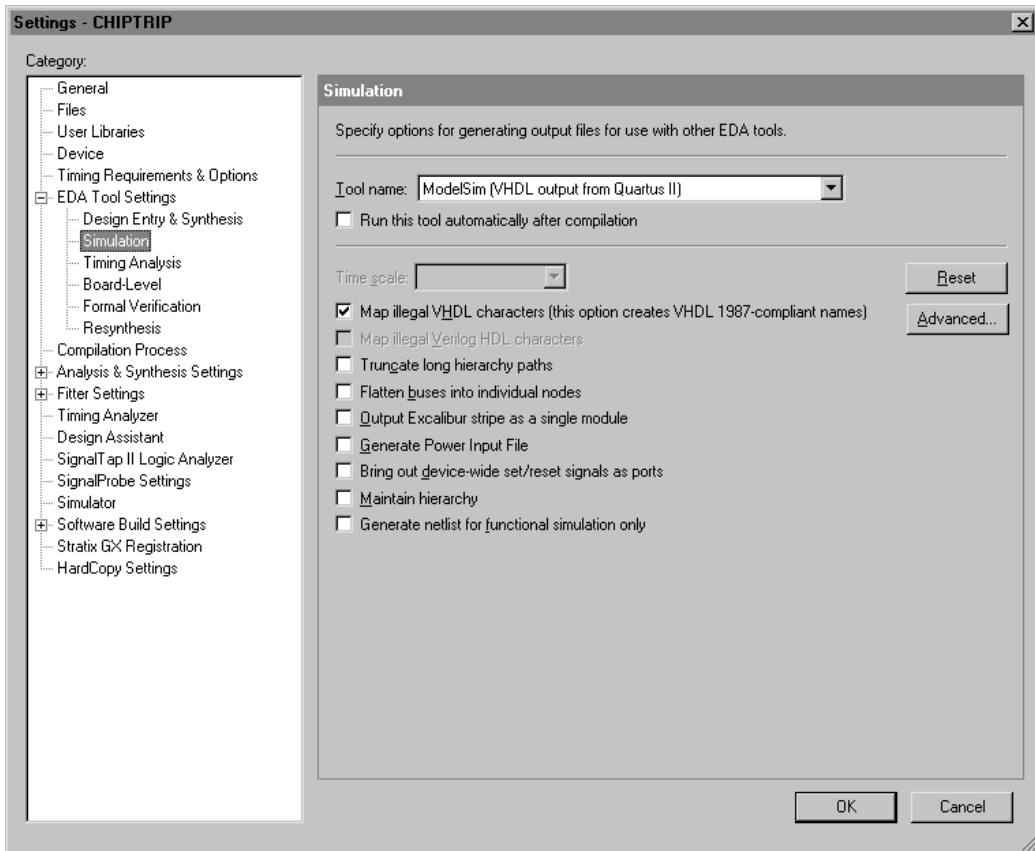 Settings - CHIPTRIP
Category:
General
Files
User Libraries
Device
Timing Requirements & Options
EDA Tool Settings
Design Entry & Synthesis
Simulation
Timing Analysis
Board-Level
Formal Verification
Resynthesis
Compilation Process
Analysis & Synthesis Settings
Fitter Settings
Timing Analyzer
Design Assistant
SignalTap II Logic Analyzer
SignalProbe Settings
Simulator
Software Build Settings
Stratix GX Registration
HardCopy Settings
Simulation
Specify options for generating output files for use with other EDA tools.
Tool name: ModelSim (VHDL output from Quartus II)
Run this tool automatically after compilation
Time scale:
Reset
Map illegal VHDL characters (this option creates VHDL 1987-compliant names)
Advanced...
Map illegal Verilog HDL characters
Truncate long hierarchy paths
Flatten buses into individual nodes
Output Excalibur stripe as a single module
Generate Power Input File
Bring out device-wide set/reset signals as ports
Maintain hierarchy
Generate netlist for functional simulation only
OK Cancel